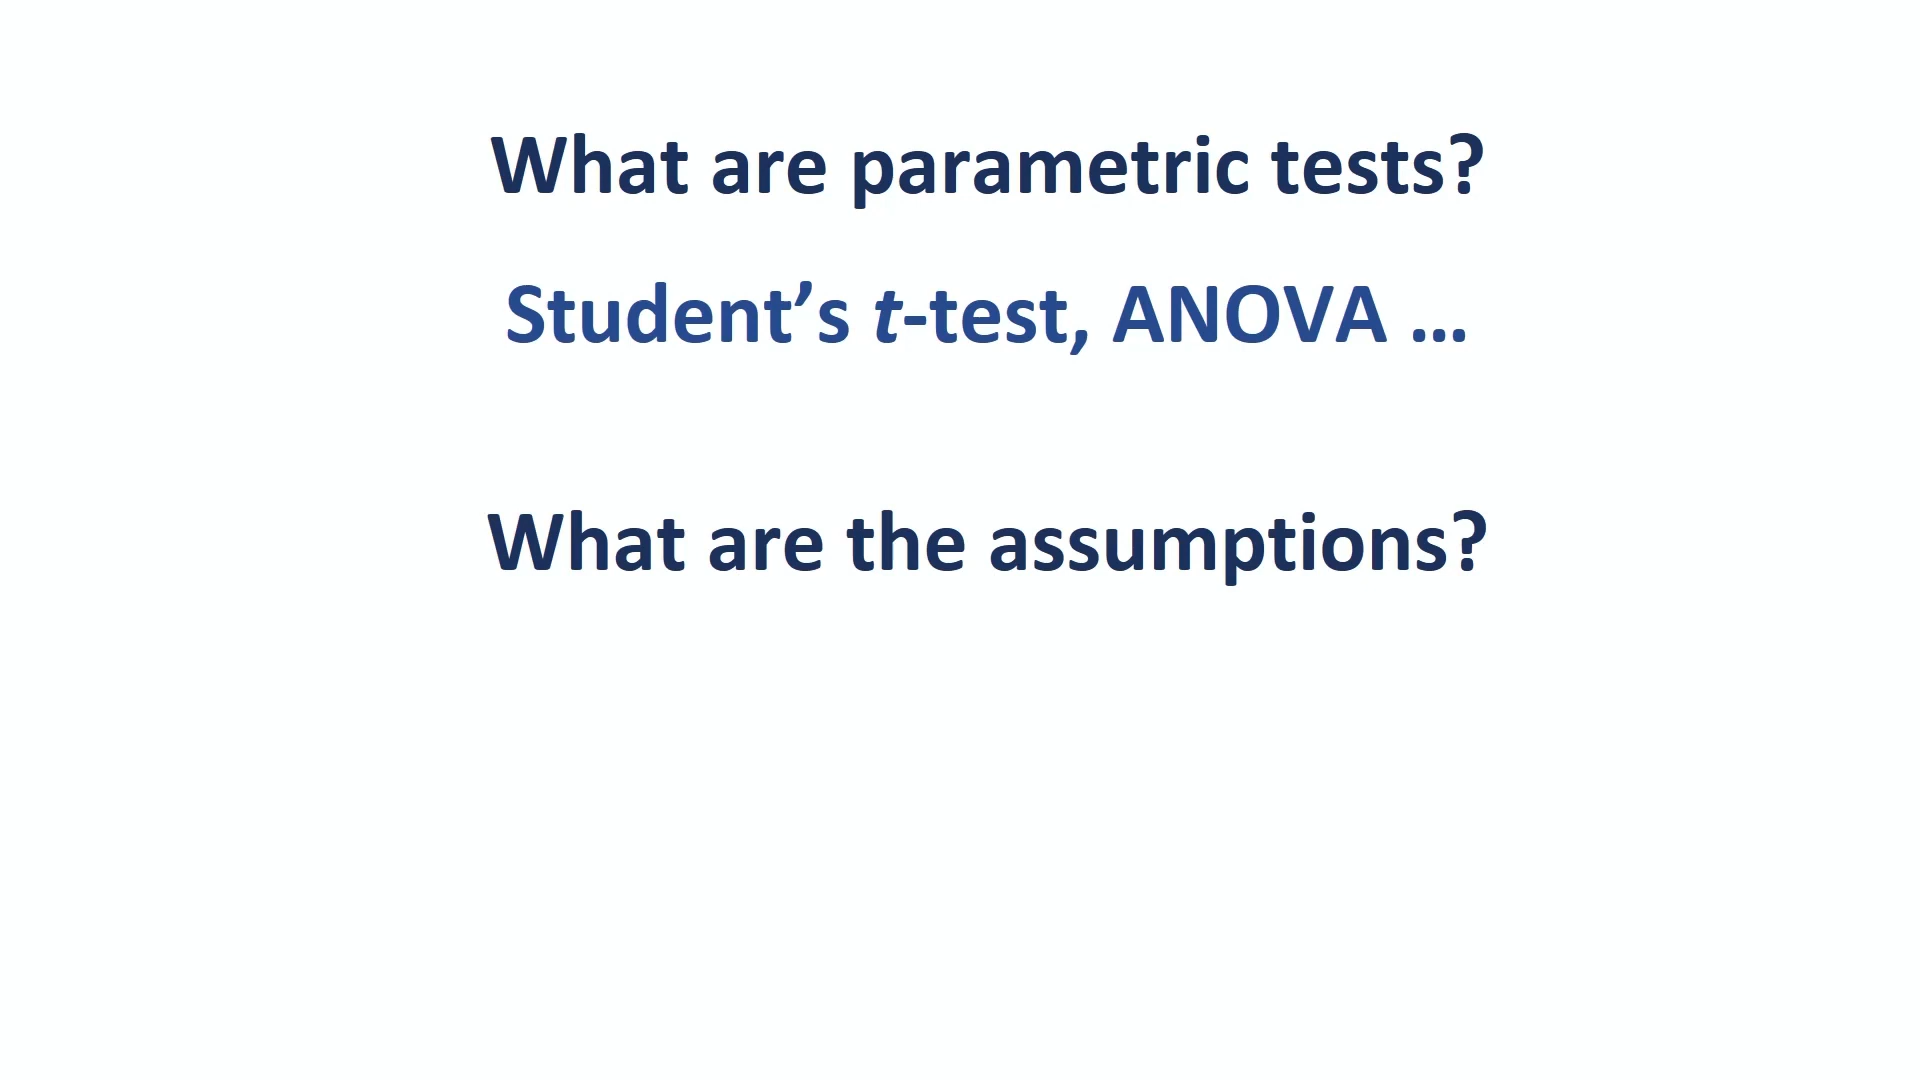 What are parametric tests?
Student’s t-test, ANOVA ...
What are the assumptions?